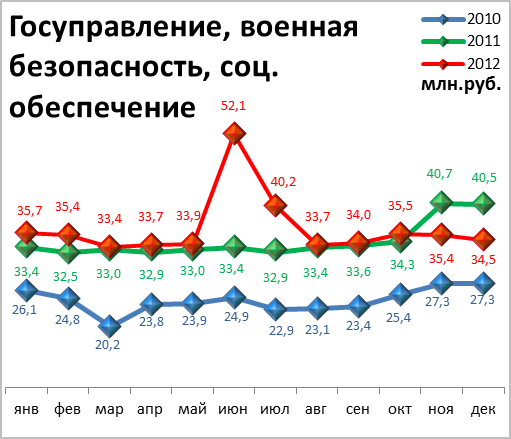 Госуправление, военная
безопасность, соц.
обеспечение
2010
2011
2012
млн.руб.
52,1
40,7 40,5
40,2
35,7 35,4 33,4 33,7 33,9 33,7 34,0 35,5
33,4 32,5 33,0 32,9 33,0 33,4 32,9 33,4 33,6 34,3 35,4 34,5
26,1 24,8 20,2 23,8 23,9 24,9 22,9 23,1 23,4 25,4 27,3 27,3
янв фев мар апр май июн июл авг сен окт ноя дек